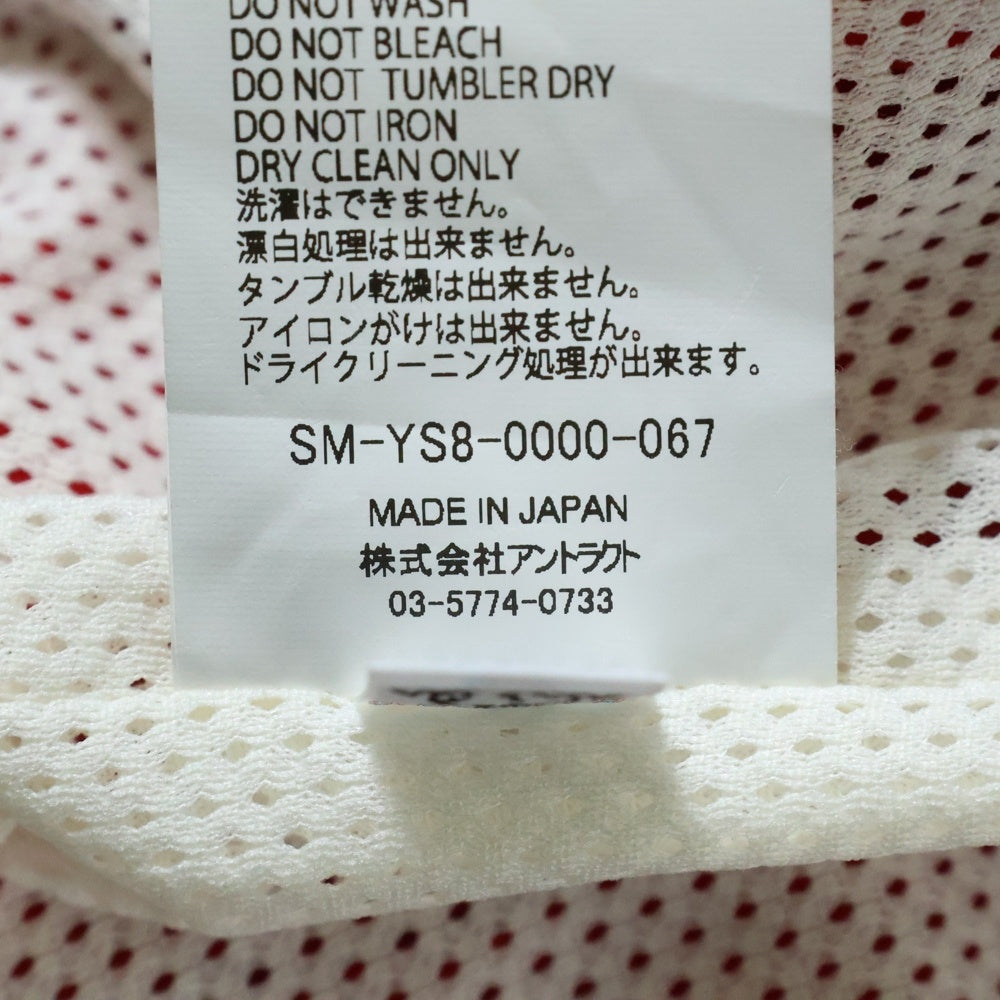 DO NOT WASH
DO NOT BLEACH
DO NOT TUMBLER DRY
DO NOT IRON
DRY CLEAN ONLY
洗濯はできません。
漂白処理は出来ません。
タンブル乾燥は出来ません。
アイロンがけは出来ません。
ドライクリーニング処理が出来ます。
SM-YS8-0000-067
MADE IN JAPAN
株式会社アントラクト
03-5774-0733